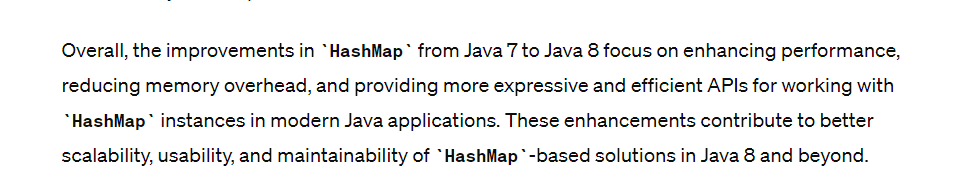 Overall, the improvements in `HashMap` from Java 7 to Java 8 focus on enhancing performance,
reducing memory overhead, and providing more expressive and efficient APIs for working with
`HashMap` instances in modern Java applications. These enhancements contribute to better
scalability, usability, and maintainability of `HashMap`-based solutions in Java 8 and beyond.